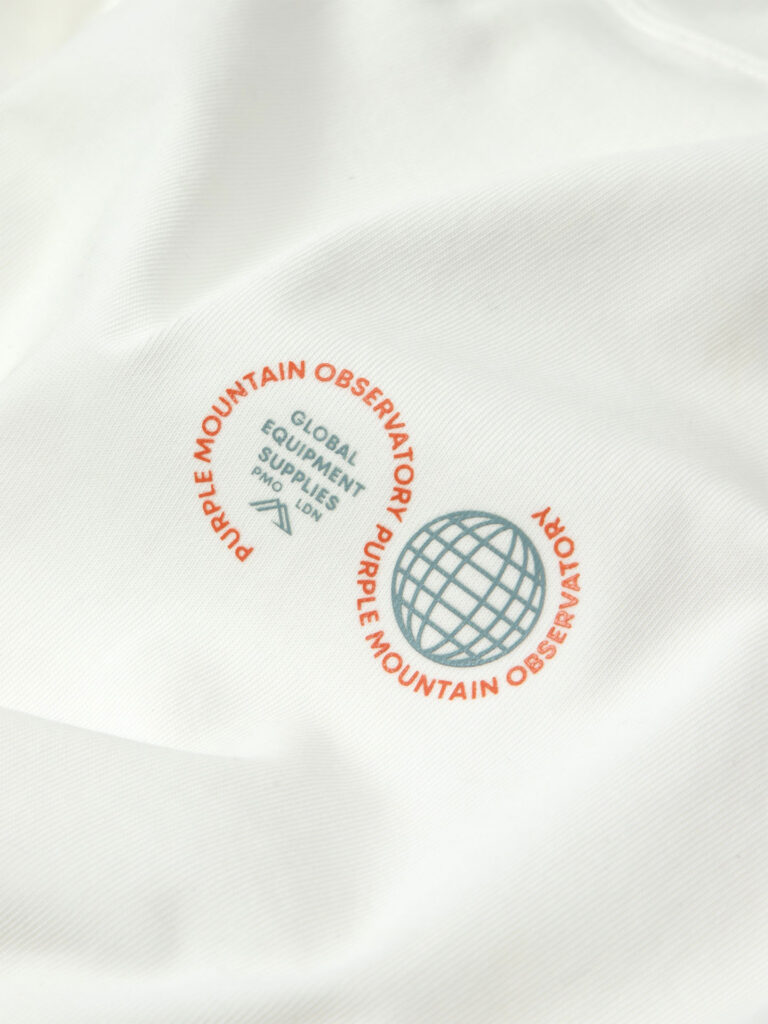 PURPLE MOUNTAIN OBSERVATORY PURPLE MOUNTAIN OBSERVATORY
GLOBAL
EQUIPMENT
SUPPLIES
PMO LDN